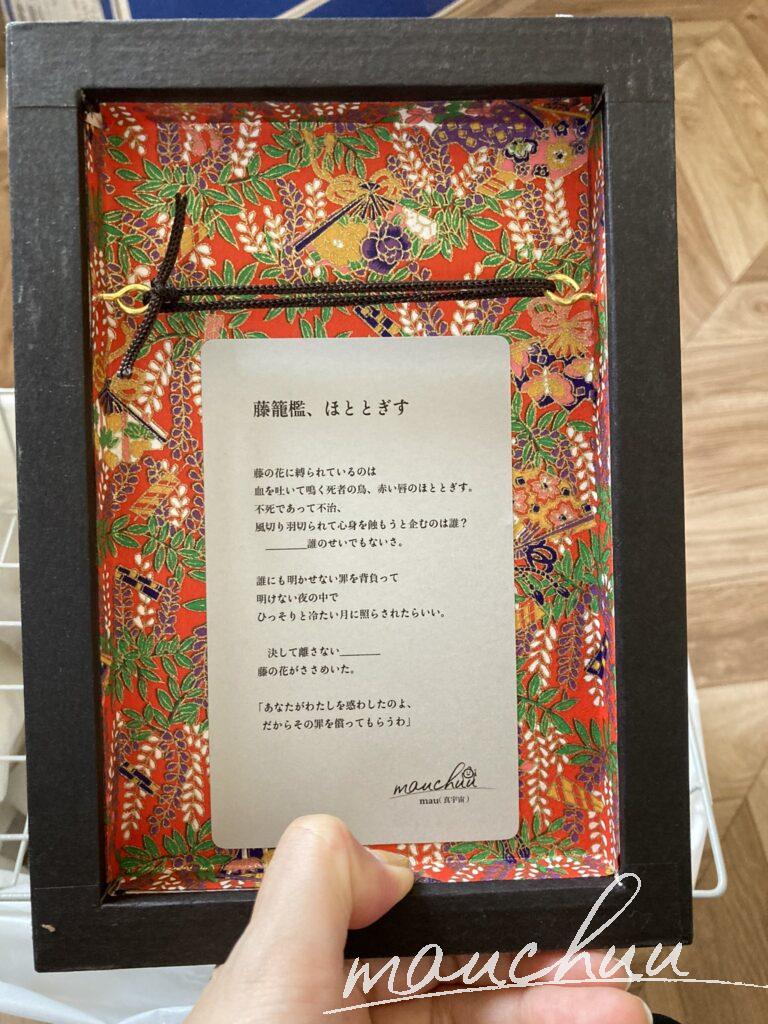 藤籠檻、ほととぎす
藤の花に縛られているのは
血を吐いて鳴く死者の鳥、赤い唇のほととぎす。
不死であって不治、
風切り羽切られて心身を蝕もうと企むのは誰?
______誰のせいでもないさ。
誰にも明かせない罪を背負って
明けない夜の中で
ひっそりと冷たい月に照らされたらいい。
決して離さない______
藤の花がささめいた。
「あなたがわたしを惑わしたのよ、
だからその罪を償ってもらうわ」
mauchuu
mau(真宇宙)
mauchuu